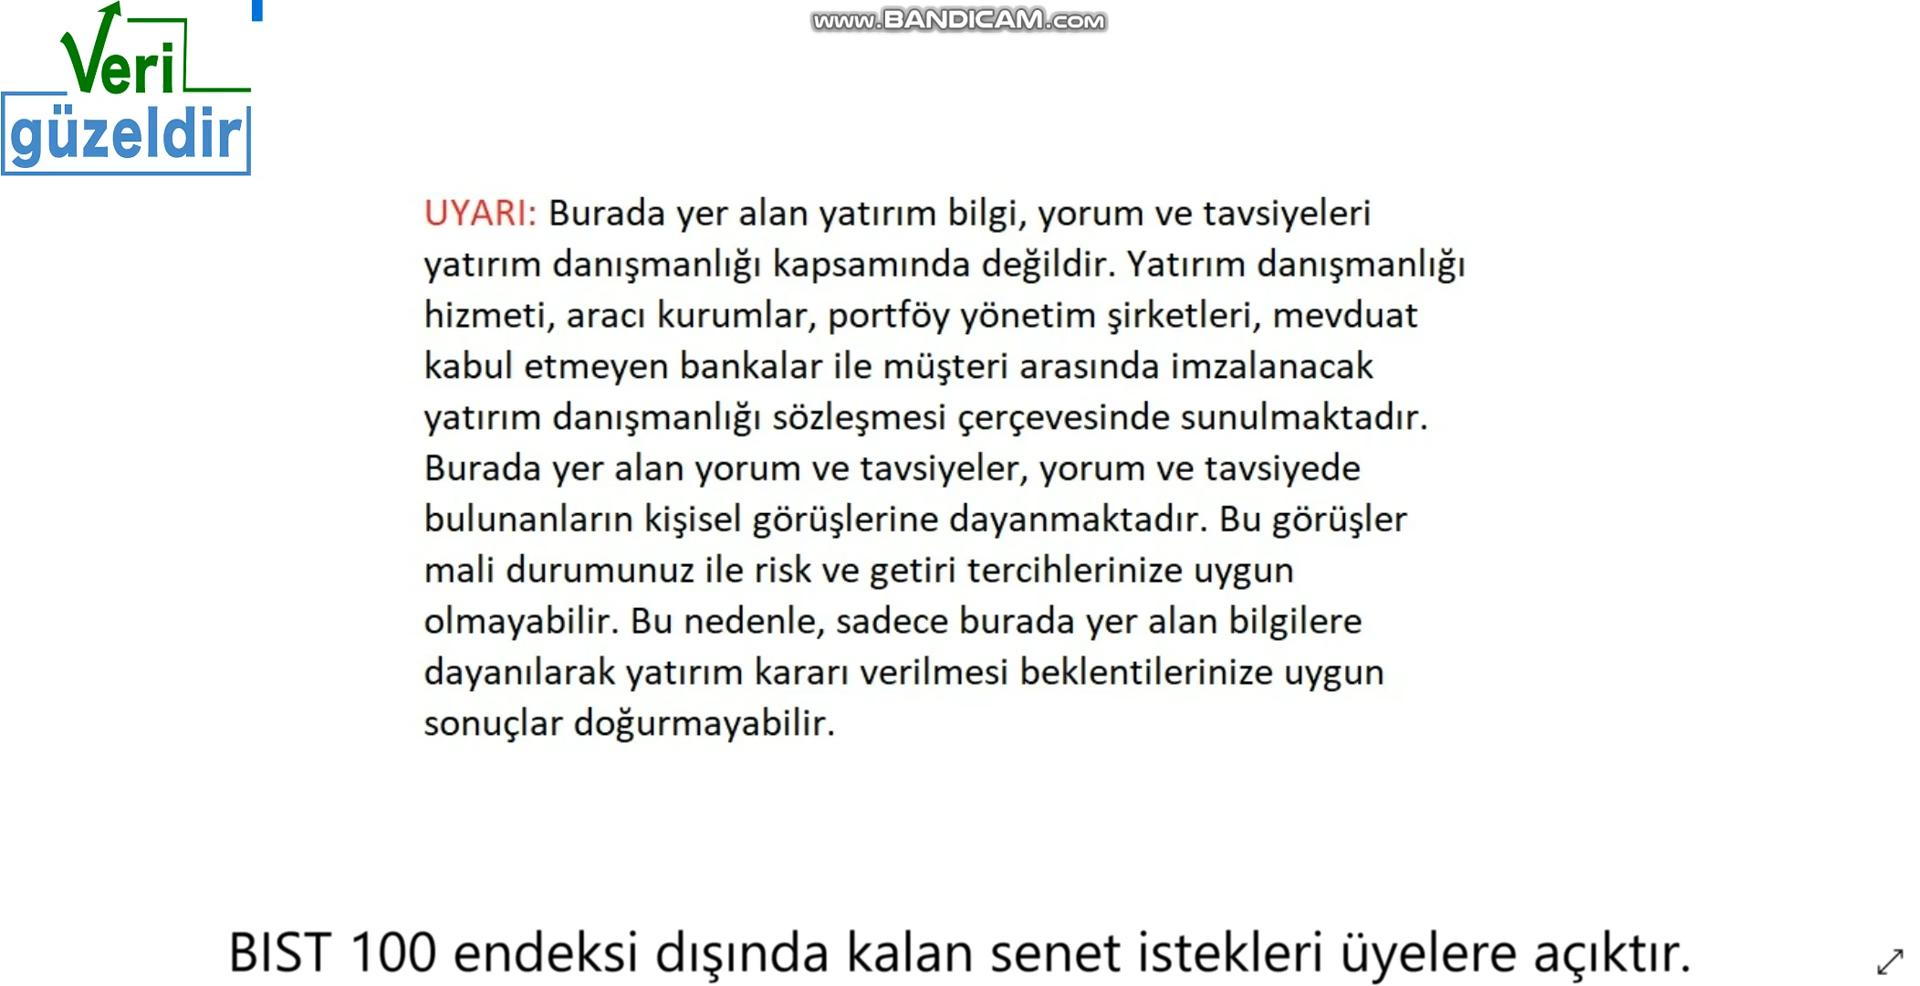 www.BANDICAM.com
Veri
güzeldir
UYARI: Burada yer alan yatırım bilgi, yorum ve tavsiyeleri
yatırım danışmanlığı kapsamında değildir. Yatırım danışmanlığı
hizmeti, aracı kurumlar, portföy yönetim şirketleri, mevduat
kabul etmeyen bankalar ile müşteri arasında imzalanacak
yatırım danışmanlığı sözleşmesi çerçevesinde sunulmaktadır.
Burada yer alan yorum ve tavsiyeler, yorum ve tavsiyede
bulunanların kişisel görüşlerine dayanmaktadır. Bu görüşler
mali durumunuz ile risk ve getiri tercihlerinize uygun
olmayabilir. Bu nedenle, sadece burada yer alan bilgilere
dayanılarak yatırım kararı verilmesi beklentilerinize uygun
sonuçlar doğurmayabilir.
BIST 100 endeksi dışında kalan senet istekleri üyelere açıktır.